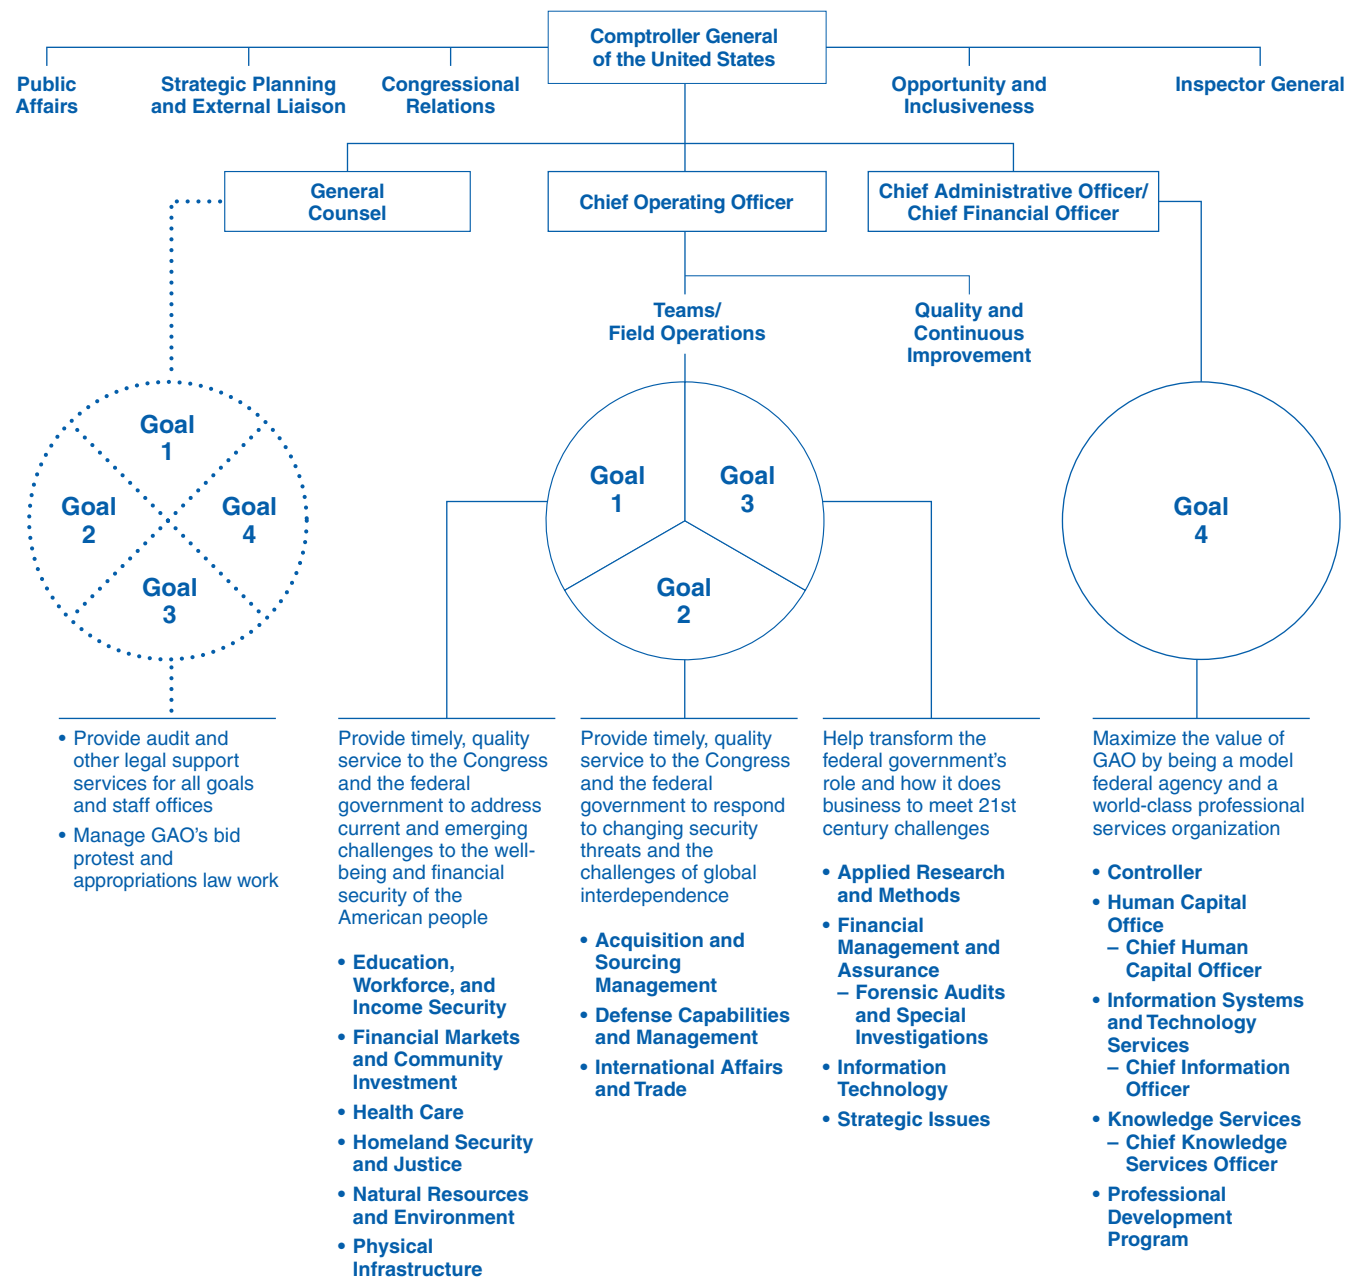 Comptroller General
of the United States
Public
Affairs
Strategic Planning
and External Liaison
Congressional
Relations
Opportunity and
Inclusiveness
Inspector General
General
Counsel
Chief Operating Officer
Chief Administrative Officer/
Chief Financial Officer
Teams/
Field Operations
Quality and
Continuous
Improvement
Goal
1
Goal
2
Goal
4
Goal
3
Goal
1
Goal
3
Goal
2
Goal
4
• Provide audit and
other legal support
services for all goals
and staff offices
• Manage GAO’s bid
protest and
appropriations law work
Provide timely, quality
service to the Congress
and the federal
government to address
current and emerging
challenges to the well-
being and financial
security of the
American people
• Education,
Workforce, and
Income Security
• Financial Markets
and Community
Investment
• Health Care
• Homeland Security
and Justice
• Natural Resources
and Environment
• Physical
Infrastructure
Provide timely, quality
service to the Congress
and the federal
government to respond
to changing security
threats and the
challenges of global
interdependence
• Acquisition and
Sourcing
Management
• Defense Capabilities
and Management
• International Affairs
and Trade
Help transform the
federal government’s
role and how it does
business to meet 21st
century challenges
• Applied Research
and Methods
• Financial
Management and
Assurance
– Forensic Audits
and Special
Investigations
• Information
Technology
• Strategic Issues
Maximize the value of
GAO by being a model
federal agency and a
world-class professional
services organization
• Controller
• Human Capital
Office
– Chief Human
Capital Officer
• Information Systems
and Technology
Services
– Chief Information
Officer
• Knowledge Services
– Chief Knowledge
Services Officer
• Professional
Development
Program